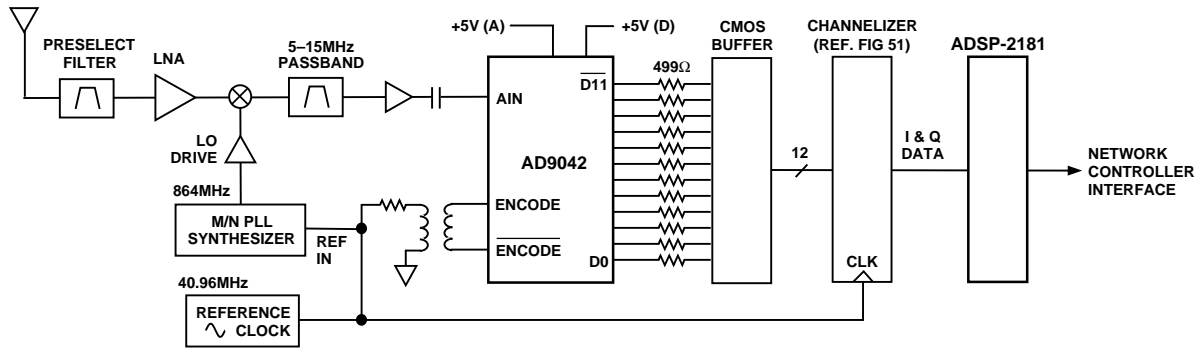 PRESELECT
FILTER
LNA
5–15MHz
PASSBAND
+5V (A)
+5V (D)
CMOS
BUFFER
CHANNELIZER
(REF. FIG 51)
ADSP-2181
499Ω
AIN
D11
AD9042
LO
DRIVE
12
I & Q
DATA
NETWORK
CONTROLLER
INTERFACE
864MHz
M/N PLL
SYNTHESIZER
REF
IN
ENCODE
ENCODE
D0
CLK
40.96MHz
REFERENCE
CLOCK